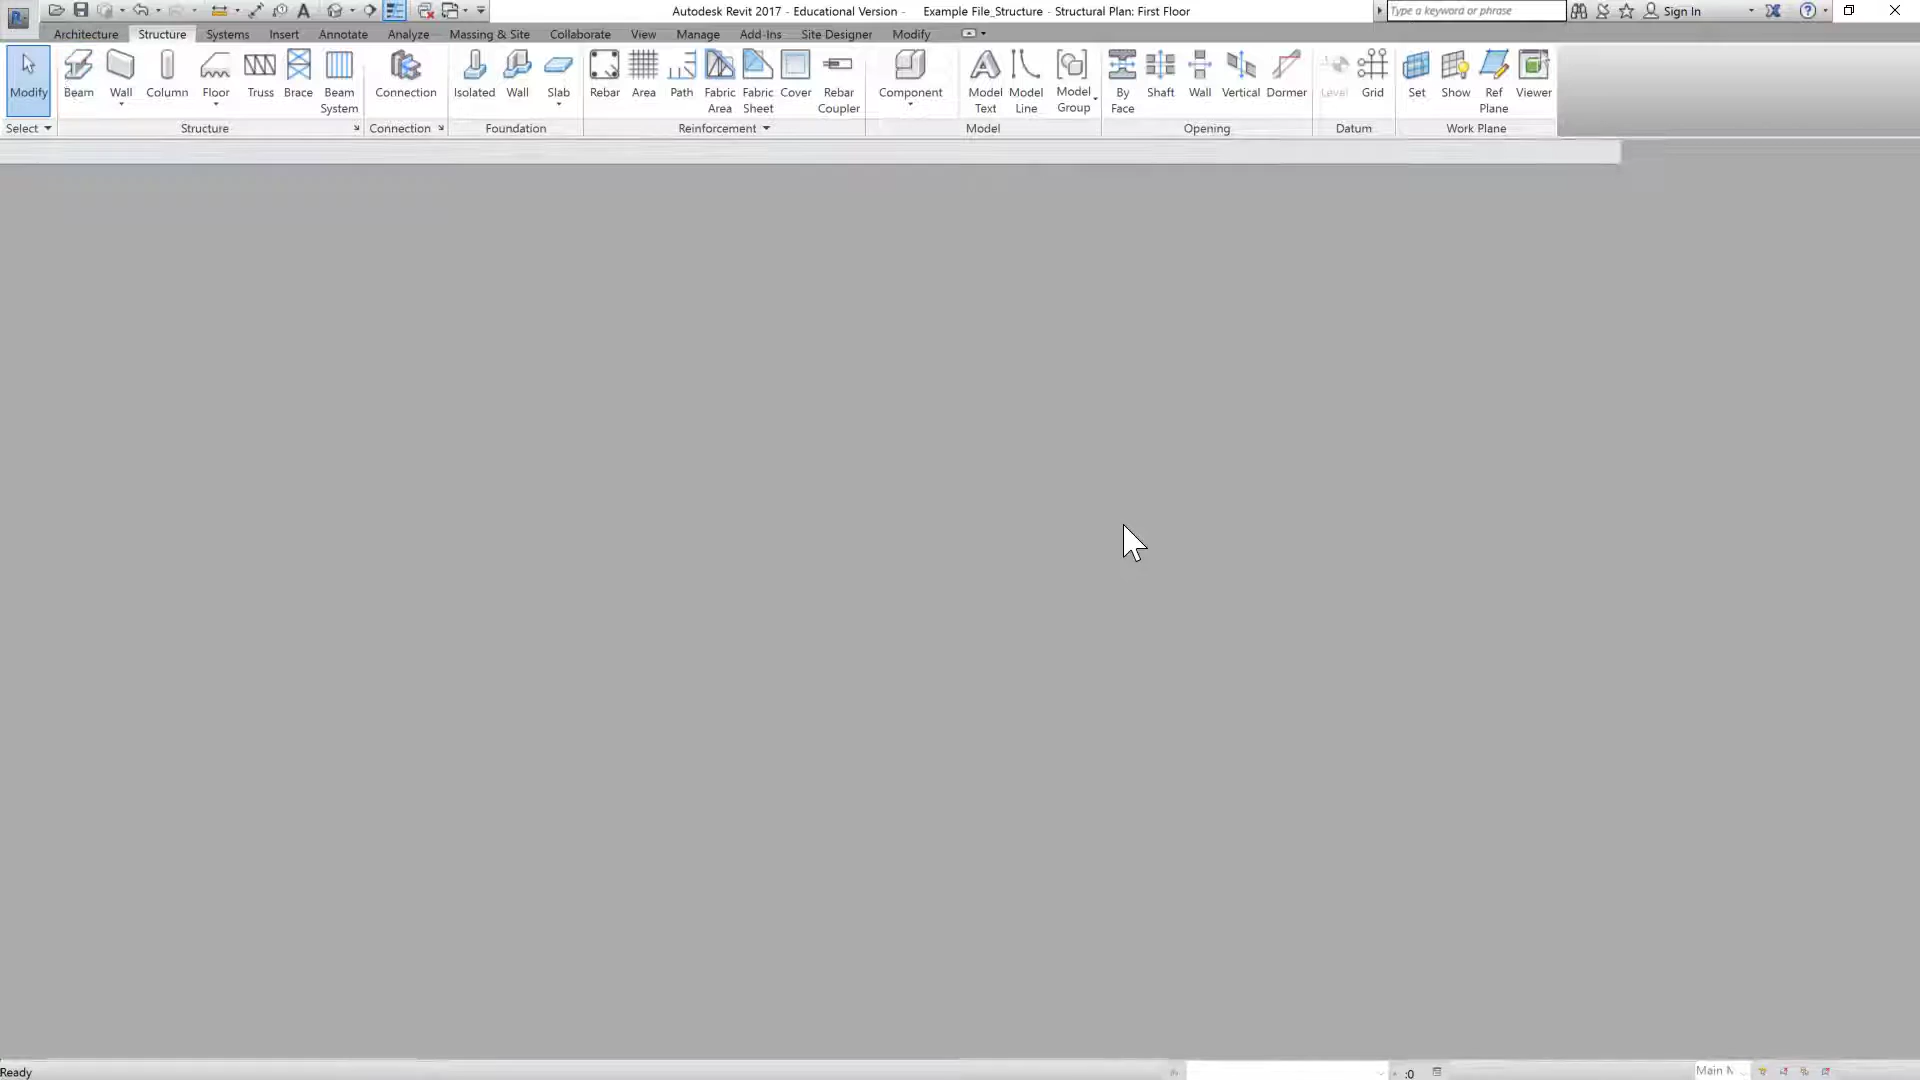 Autodesk Revit 2017 - Educational Version - Example File_Structure - Structural Plan: First Floor
Type a keyword or phrase
Sign In
Architecture Structure Systems Insert Annotate Analyze Massing & Site Collaborate View Manage Add-Ins Site Designer Modify
Modify Beam Wall Column Floor Truss Brace Beam System Connection Isolated Wall Slab Rebar Area Path Fabric Area Fabric Sheet Cover Rebar Coupler Component Model Text Model Line Model Group By Face Shaft Wall Vertical Dormer Level Grid Set Show Ref Plane Viewer
Select Structure Connection Foundation Reinforcement Model Opening Datum Work Plane
Ready :0 Main